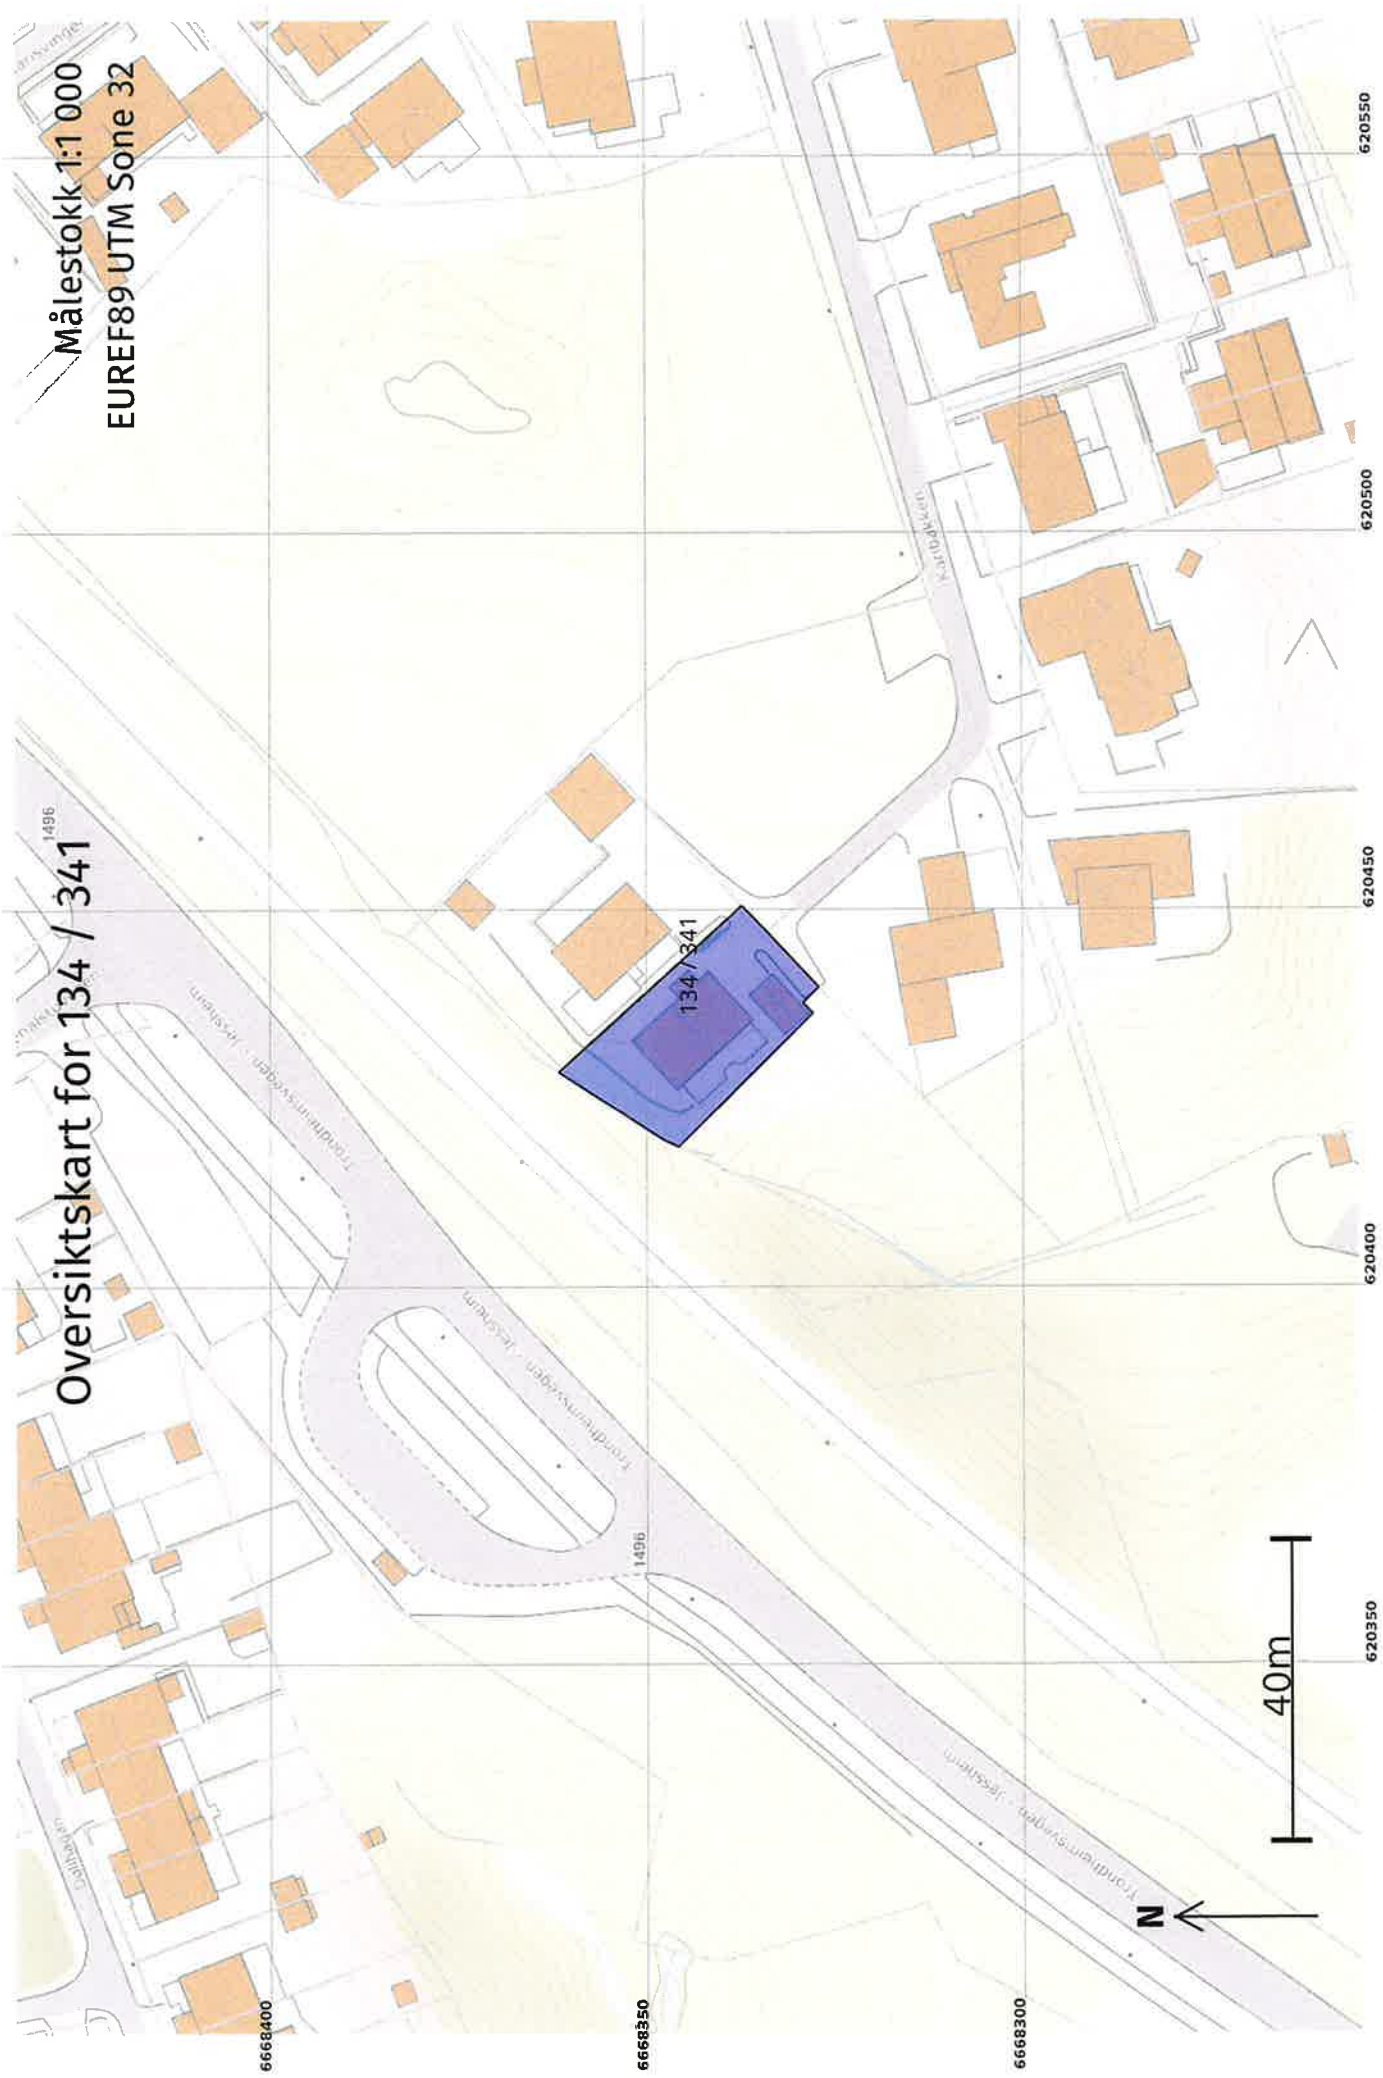 Målestokk 1:1 000
EUREF89 UTM Sone 32
Oversiktskart for 134 / 341
1496
Trondheimsvegen - Jessheim
Trondheimsvegen - Jessheim
1496
Trondheimsvegen - Jessheim
134 / 341
Karibakken
40m
N
6668400
6668350
6668300
620350
620400
620450
620500
620550